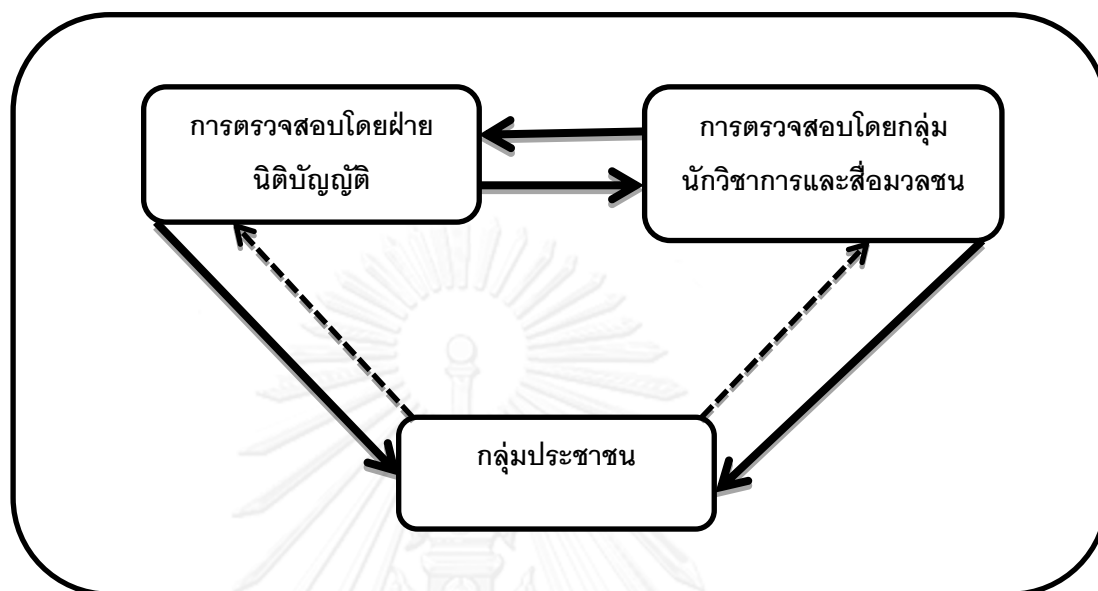 การตรวจสอบโดยฝ่าย
นิติบัญญัติ
การตรวจสอบโดยกลุ่ม
นักวิชาการและสื่อมวลชน
กลุ่มประชาชน